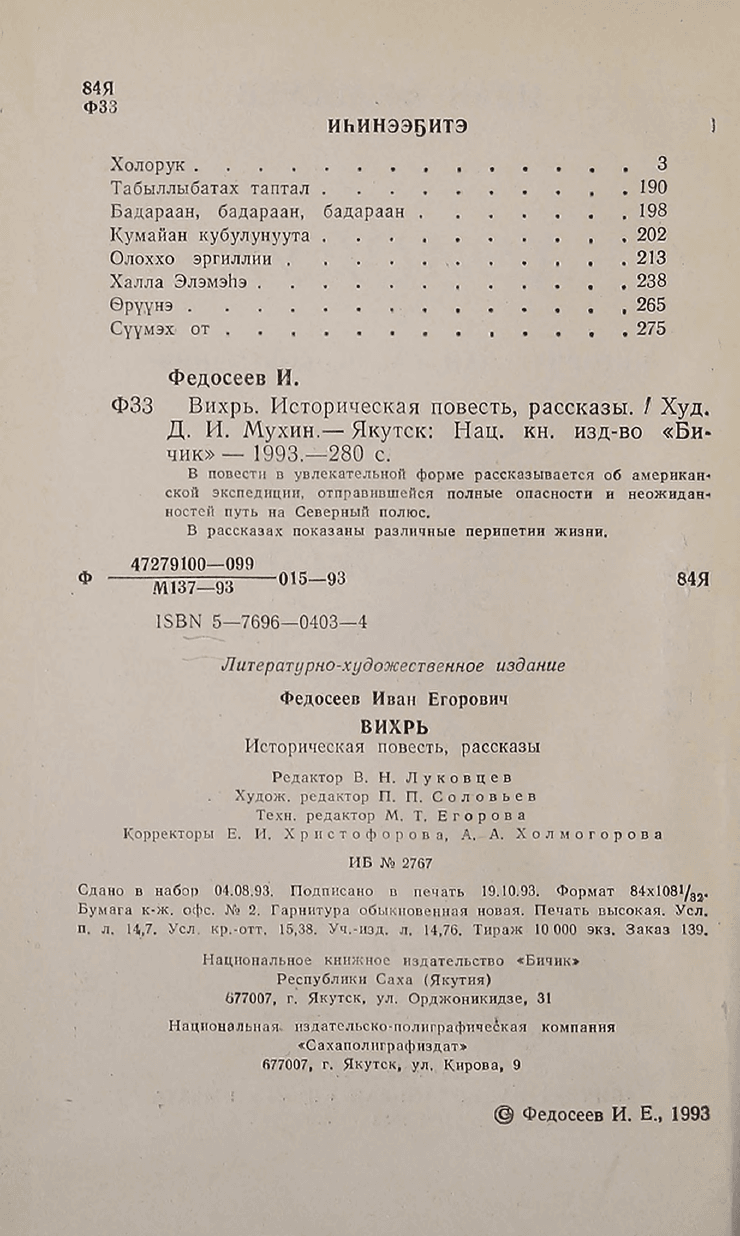 84Я
Ф33
ИҺИНЭЭҔИТЭ
Холорук . . . . . . . . . . . . . . 3
Табыллыбатах таптал . . . . . . . . . . 190
Бадараан, бадараан, бадараан . . . . . . . 198
Кумайан кубулунуута . . . . . . . . . . 202
Олоххо эргиллии . . . . . . . . . . . 213
Халла Элэмэһэ . . . . . . . . . . . . 238
Өрүүнэ . . . . . . . . . . . . . . 265
Сүүмэх от . . . . . . . . . . . . . 275
Федосеев И.
Ф33 Вихрь. Историческая повесть, рассказы. / Худ.
Д. И. Мухин.— Якутск: Нац. кн. изд-во «Би-
чик» — 1993.—280 с.
В повести в увлекательной форме рассказывается об американ-
ской экспедиции, отправившейся полные опасности и неожидан-
ностей путь на Северный полюс.
В рассказах показаны различные перипетии жизни.
Ф 47279100—099 / М137—93 015—93 84Я
ISBN 5—7696—0403—4
Литературно-художественное издание
Федосеев Иван Егорович
ВИХРЬ
Историческая повесть, рассказы
Редактор В. Н. Луковцев
Худож. редактор П. П. Соловьев
Техн. редактор М. Т. Егорова
Корректоры Е. И. Христофорова, А. А. Холмогорова
ИБ № 2767
Сдано в набор 04.08.93. Подписано в печать 19.10.93. Формат 84x108¹/₃₂.
Бумага к-ж. офс. № 2. Гарнитура обыкновенная новая. Печать высокая. Усл.
п. л. 14,7. Усл. кр.-отт. 15,38. Уч.-изд. л. 14,76. Тираж 10 000 экз. Заказ 139.
Национальное книжное издательство «Бичик»
Республики Саха (Якутия)
677007, г. Якутск, ул. Орджоникидзе, 31
Национальная издательско-полиграфическая компания
«Сахаполиграфиздат»
677007, г. Якутск, ул. Кирова, 9
© Федосеев И. Е., 1993